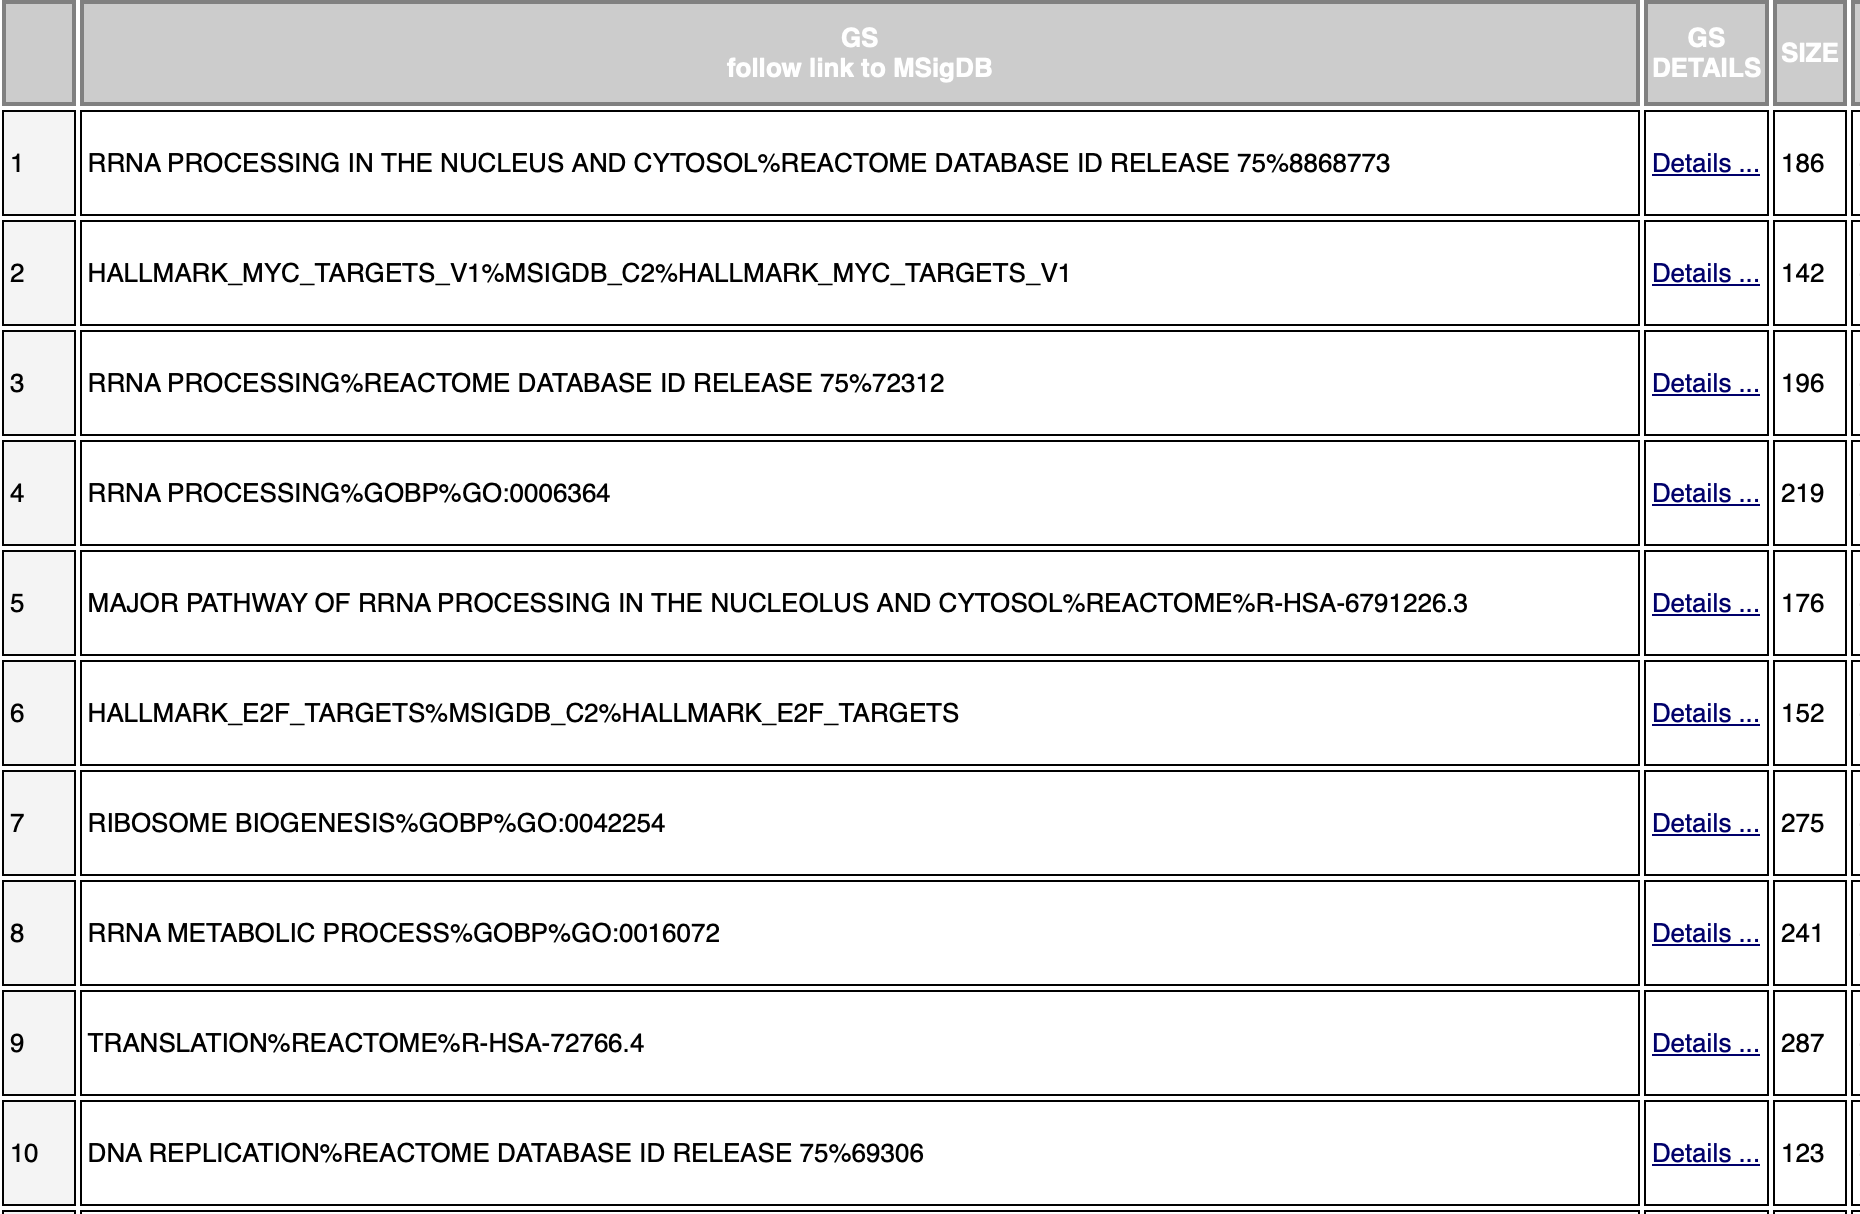 GS
follow link to MSigDB
GS
DETAILS
SIZE
1 RRNA PROCESSING IN THE NUCLEUS AND CYTOSOL%REACTOME DATABASE ID RELEASE 75%8868773 Details ... 186
2 HALLMARK_MYC_TARGETS_V1%MSIGDB_C2%HALLMARK_MYC_TARGETS_V1 Details ... 142
3 RRNA PROCESSING%REACTOME DATABASE ID RELEASE 75%72312 Details ... 196
4 RRNA PROCESSING%GOBP%GO:0006364 Details ... 219
5 MAJOR PATHWAY OF RRNA PROCESSING IN THE NUCLEOLUS AND CYTOSOL%REACTOME%R-HSA-6791226.3 Details ... 176
6 HALLMARK_E2F_TARGETS%MSIGDB_C2%HALLMARK_E2F_TARGETS Details ... 152
7 RIBOSOME BIOGENESIS%GOBP%GO:0042254 Details ... 275
8 RRNA METABOLIC PROCESS%GOBP%GO:0016072 Details ... 241
9 TRANSLATION%REACTOME%R-HSA-72766.4 Details ... 287
10 DNA REPLICATION%REACTOME DATABASE ID RELEASE 75%69306 Details ... 123